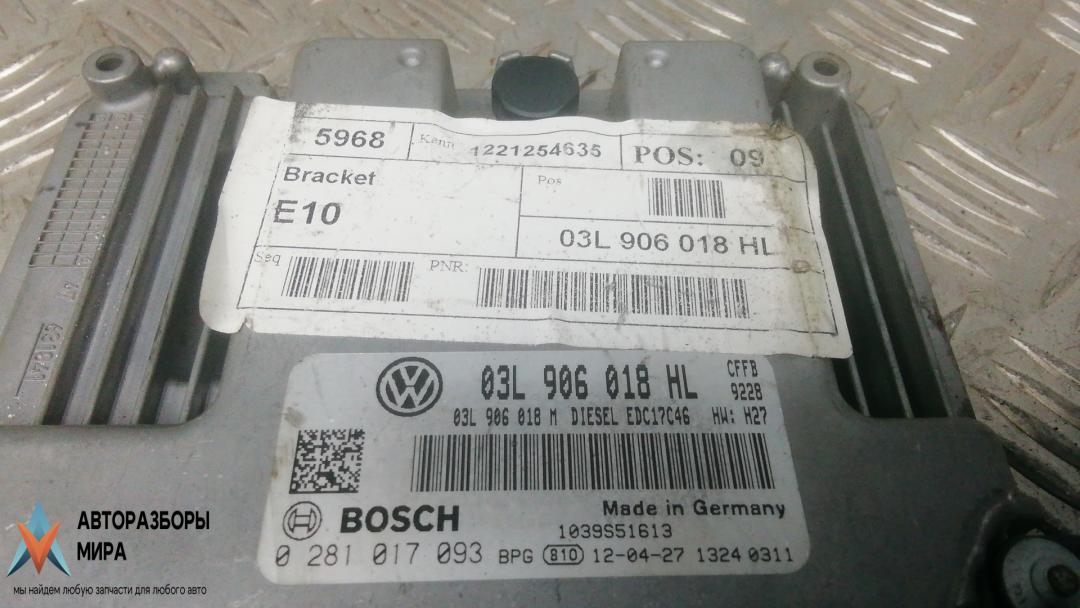 5968
Kenn
1221254635
POS: 09
Bracket
E10
Pos
03L 906 018 HL
Seq
PNR:
03L 906 018 HL
CFFB
9228
03L 906 018 M DIESEL EDC17C46 HW: H27
BOSCH
Made in Germany
1039S51613
0 281 017 093 BPG 810 12-04-27 1324 0311
АВТОРАЗБОРЫ
МИРА
мы найдем любую запчасти для любого авто